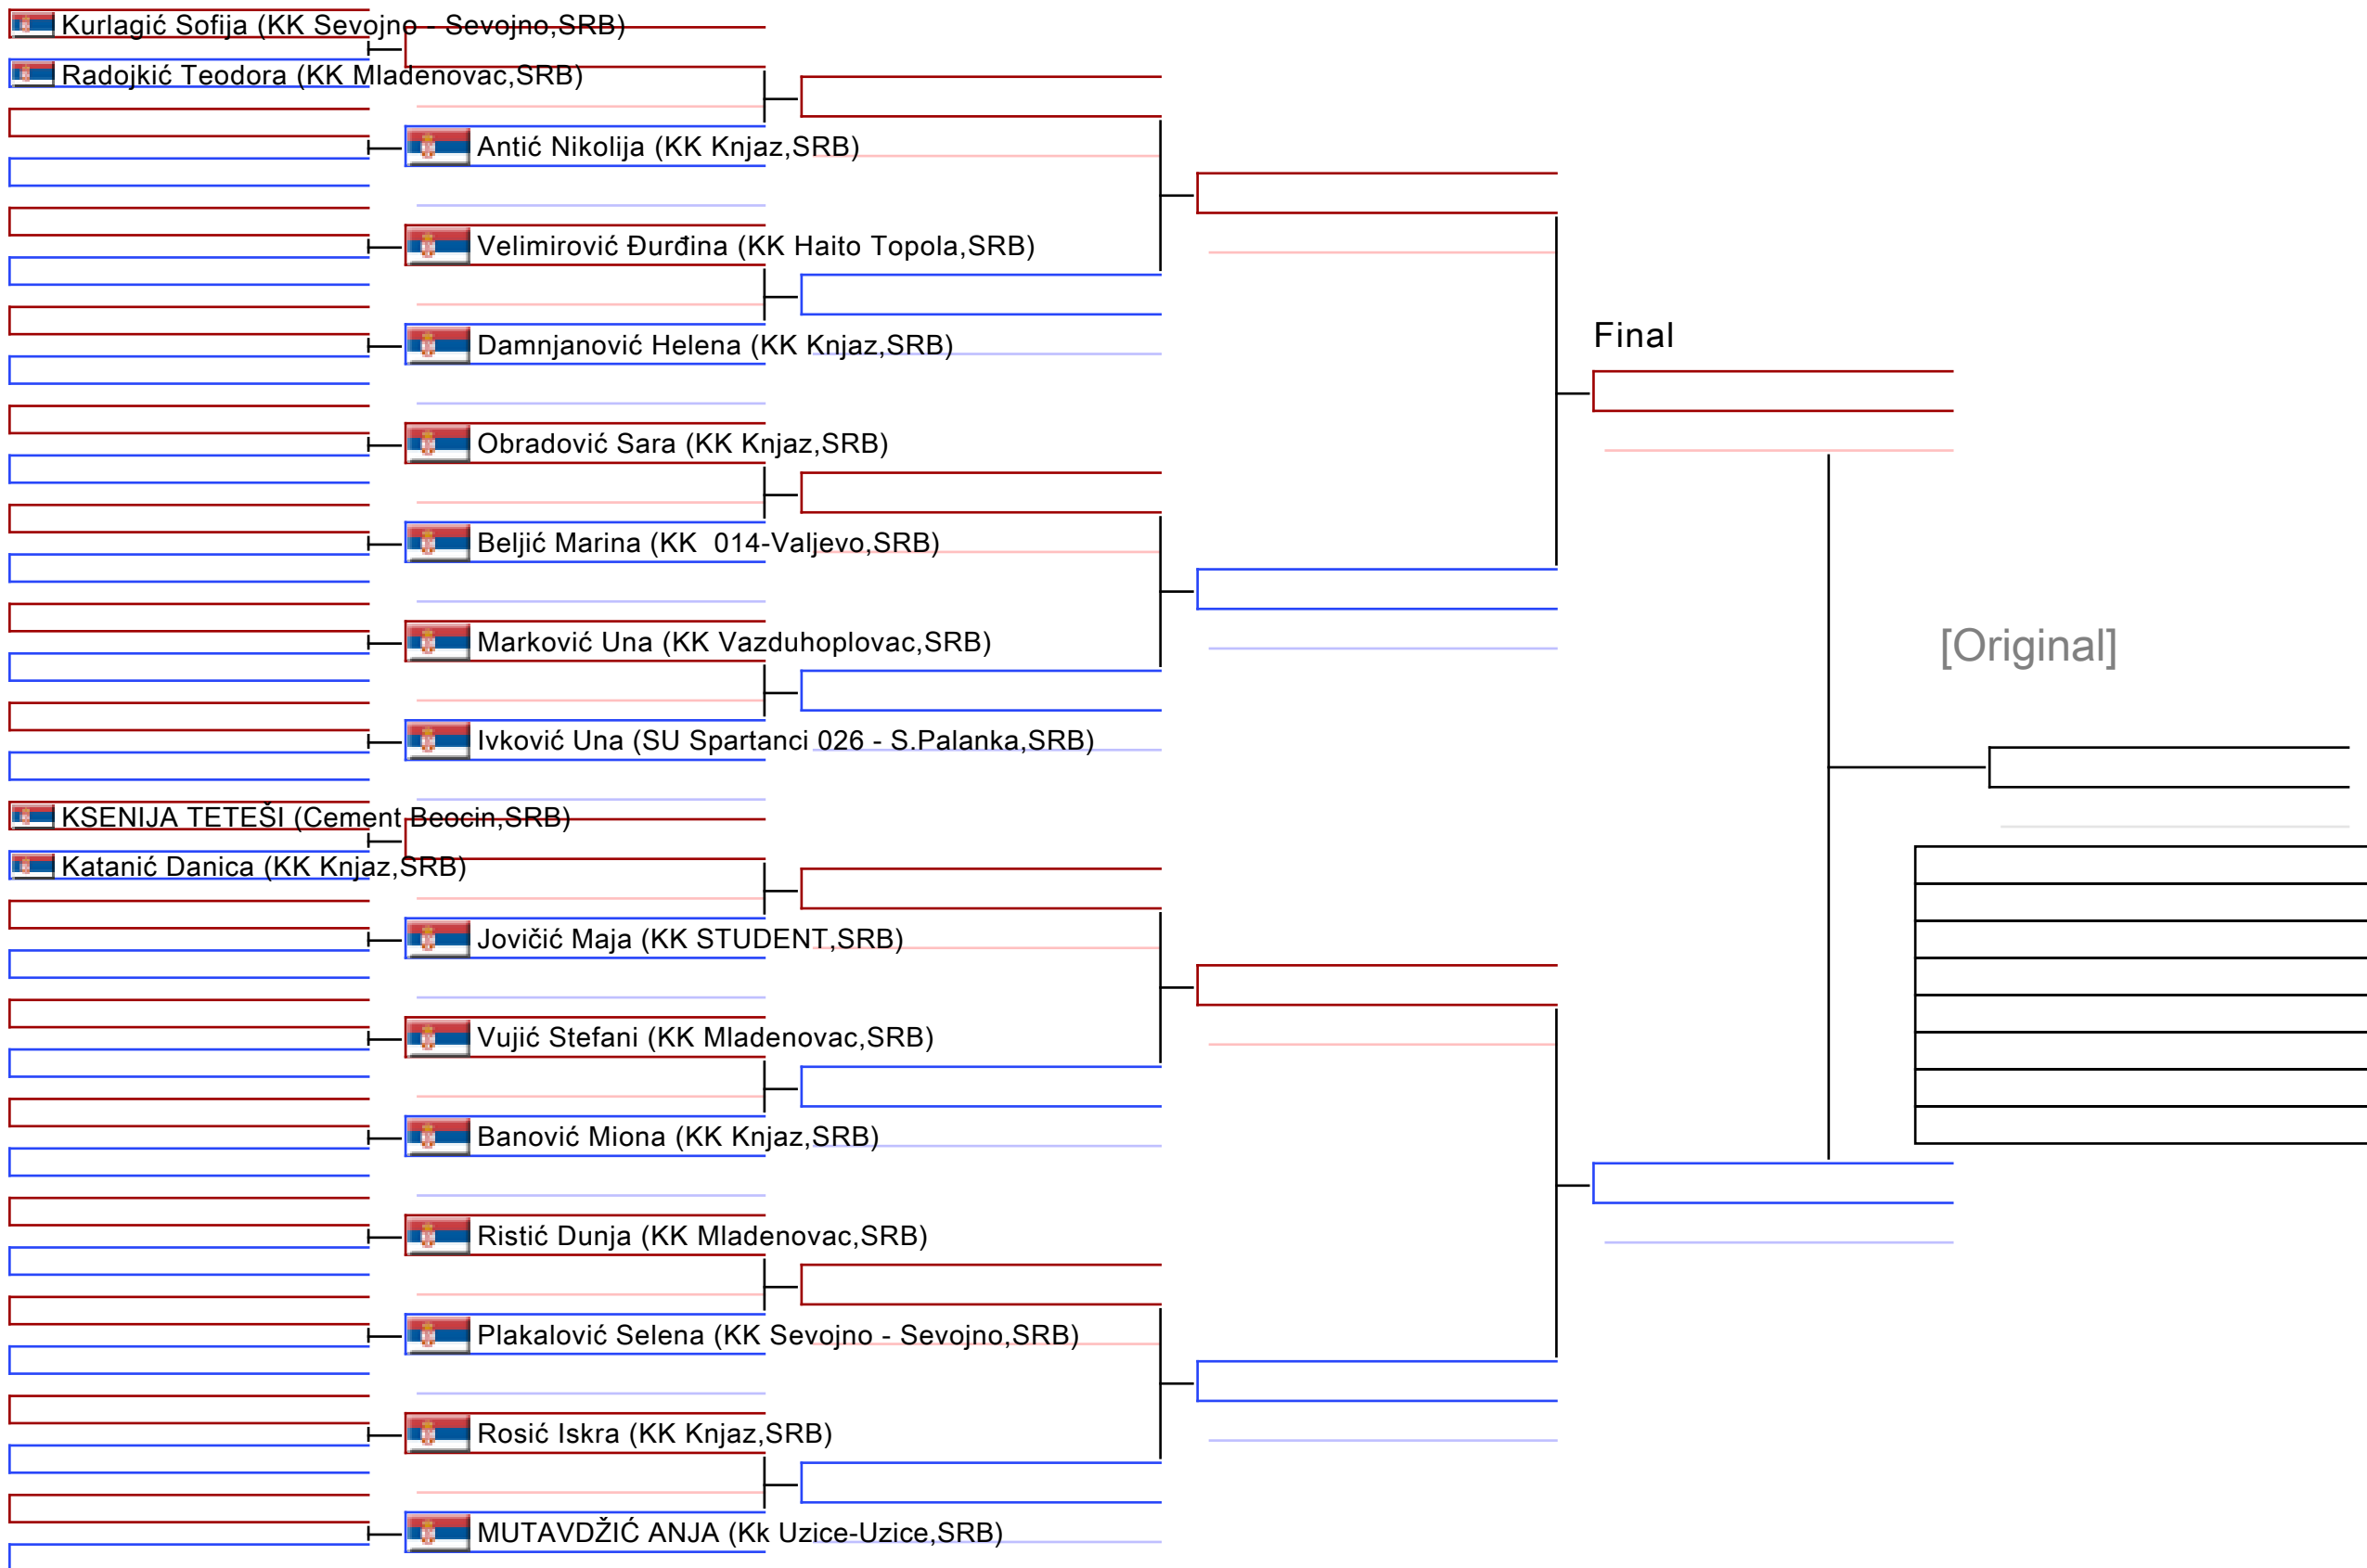 Kurlagić Sofija (KK Sevojno - Sevojno,SRB)
Radojkić Teodora (KK Mladenovac,SRB)
Antić Nikolija (KK Knjaz,SRB)
Velimirović Đurđina (KK Haito Topola,SRB)
Final
Damnjanović Helena (KK Knjaz,SRB)
Obradović Sara (KK Knjaz,SRB)
Beljić Marina (KK  014-Valjevo,SRB)
Marković Una (KK Vazduhoplovac,SRB)
[Original]
Ivković Una (SU Spartanci 026 - S.Palanka,SRB)
KSENIJA TETEŠI (Cement Beocin,SRB)
Katanić Danica (KK Knjaz,SRB)
Jovičić Maja (KK STUDENT,SRB)
Vujić Stefani (KK Mladenovac,SRB)
Banović Miona (KK Knjaz,SRB)
Ristić Dunja (KK Mladenovac,SRB)
Plakalović Selena (KK Sevojno - Sevojno,SRB)
Rosić Iskra (KK Knjaz,SRB)
MUTAVDŽIĆ ANJA (Kk Uzice-Uzice,SRB)